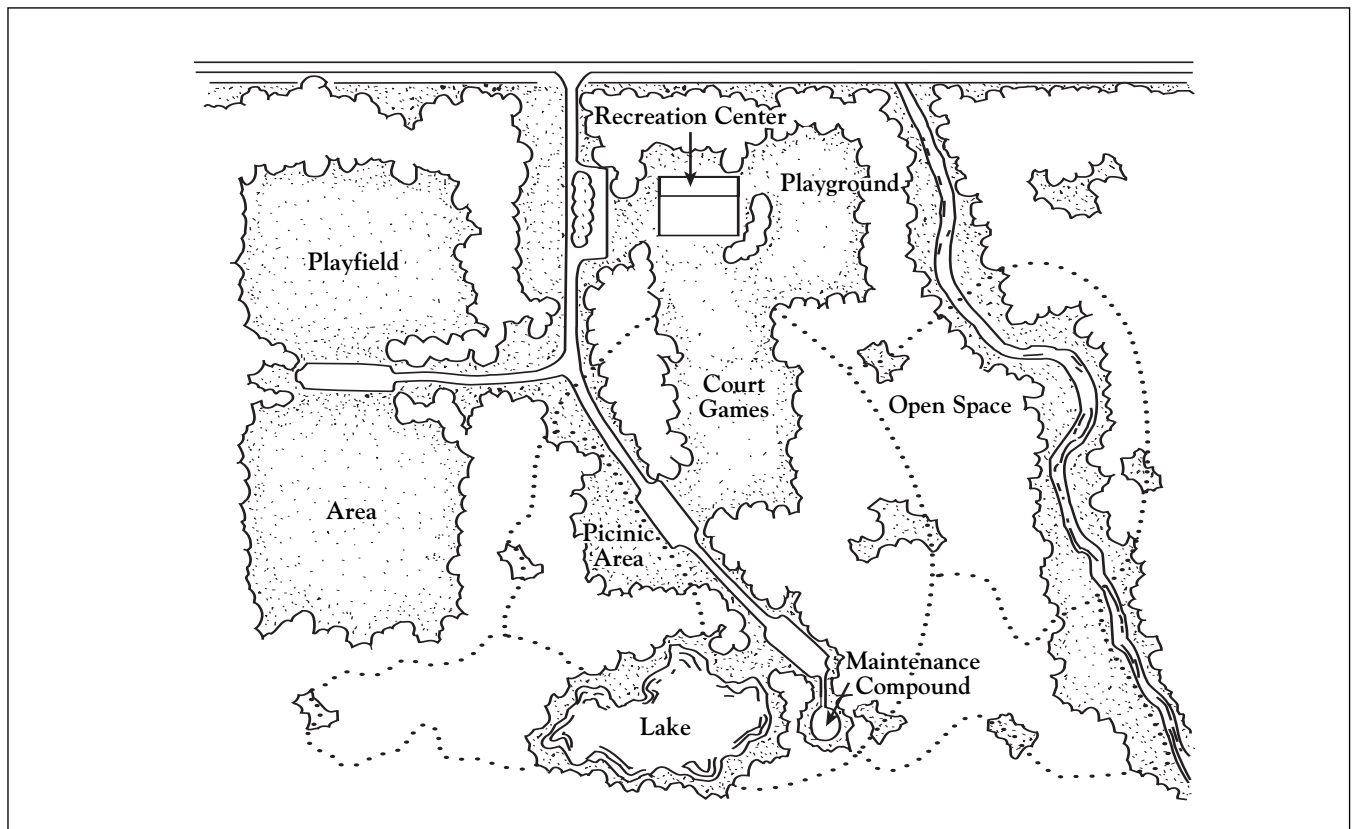 Recreation Center
Playground
Playfield
Court
Games
Open Space
Area
Picinic
Area
Maintenance
Compound
Lake